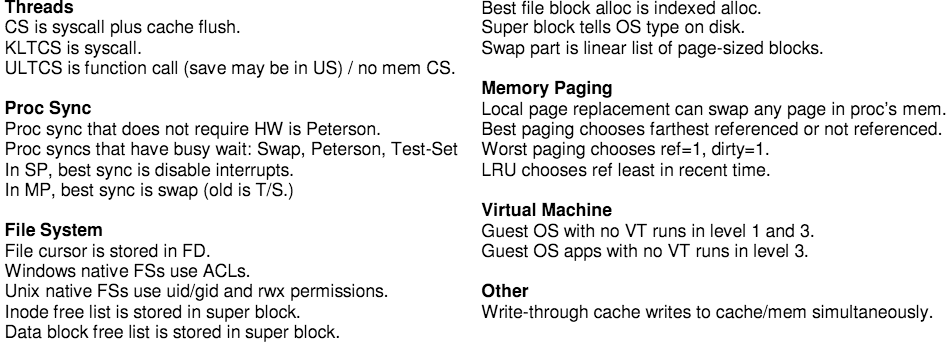 Threads
CS is syscall plus cache flush.
KLTCS is syscall.
ULTCS is function call (save may be in US) / no mem CS.
Proc Sync
Proc sync that does not require HW is Peterson.
Proc syncs that have busy wait: Swap, Peterson, Test-Set
In SP, best sync is disable interrupts.
In MP, best sync is swap (old is T/S.)
File System
File cursor is stored in FD.
Windows native FSs use ACLs.
Unix native FSs use uid/gid and rwx permissions.
Inode free list is stored in super block.
Data block free list is stored in super block.
Best file block alloc is indexed alloc.
Super block tells OS type on disk.
Swap part is linear list of page-sized blocks.
Memory Paging
Local page replacement can swap any page in proc's mem.
Best paging chooses farthest referenced or not referenced.
Worst paging chooses ref=1, dirty=1.
LRU chooses ref least in recent time.
Virtual Machine
Guest OS with no VT runs in level 1 and 3.
Guest OS apps with no VT runs in level 3.
Other
Write-through cache writes to cache/mem simultaneously.